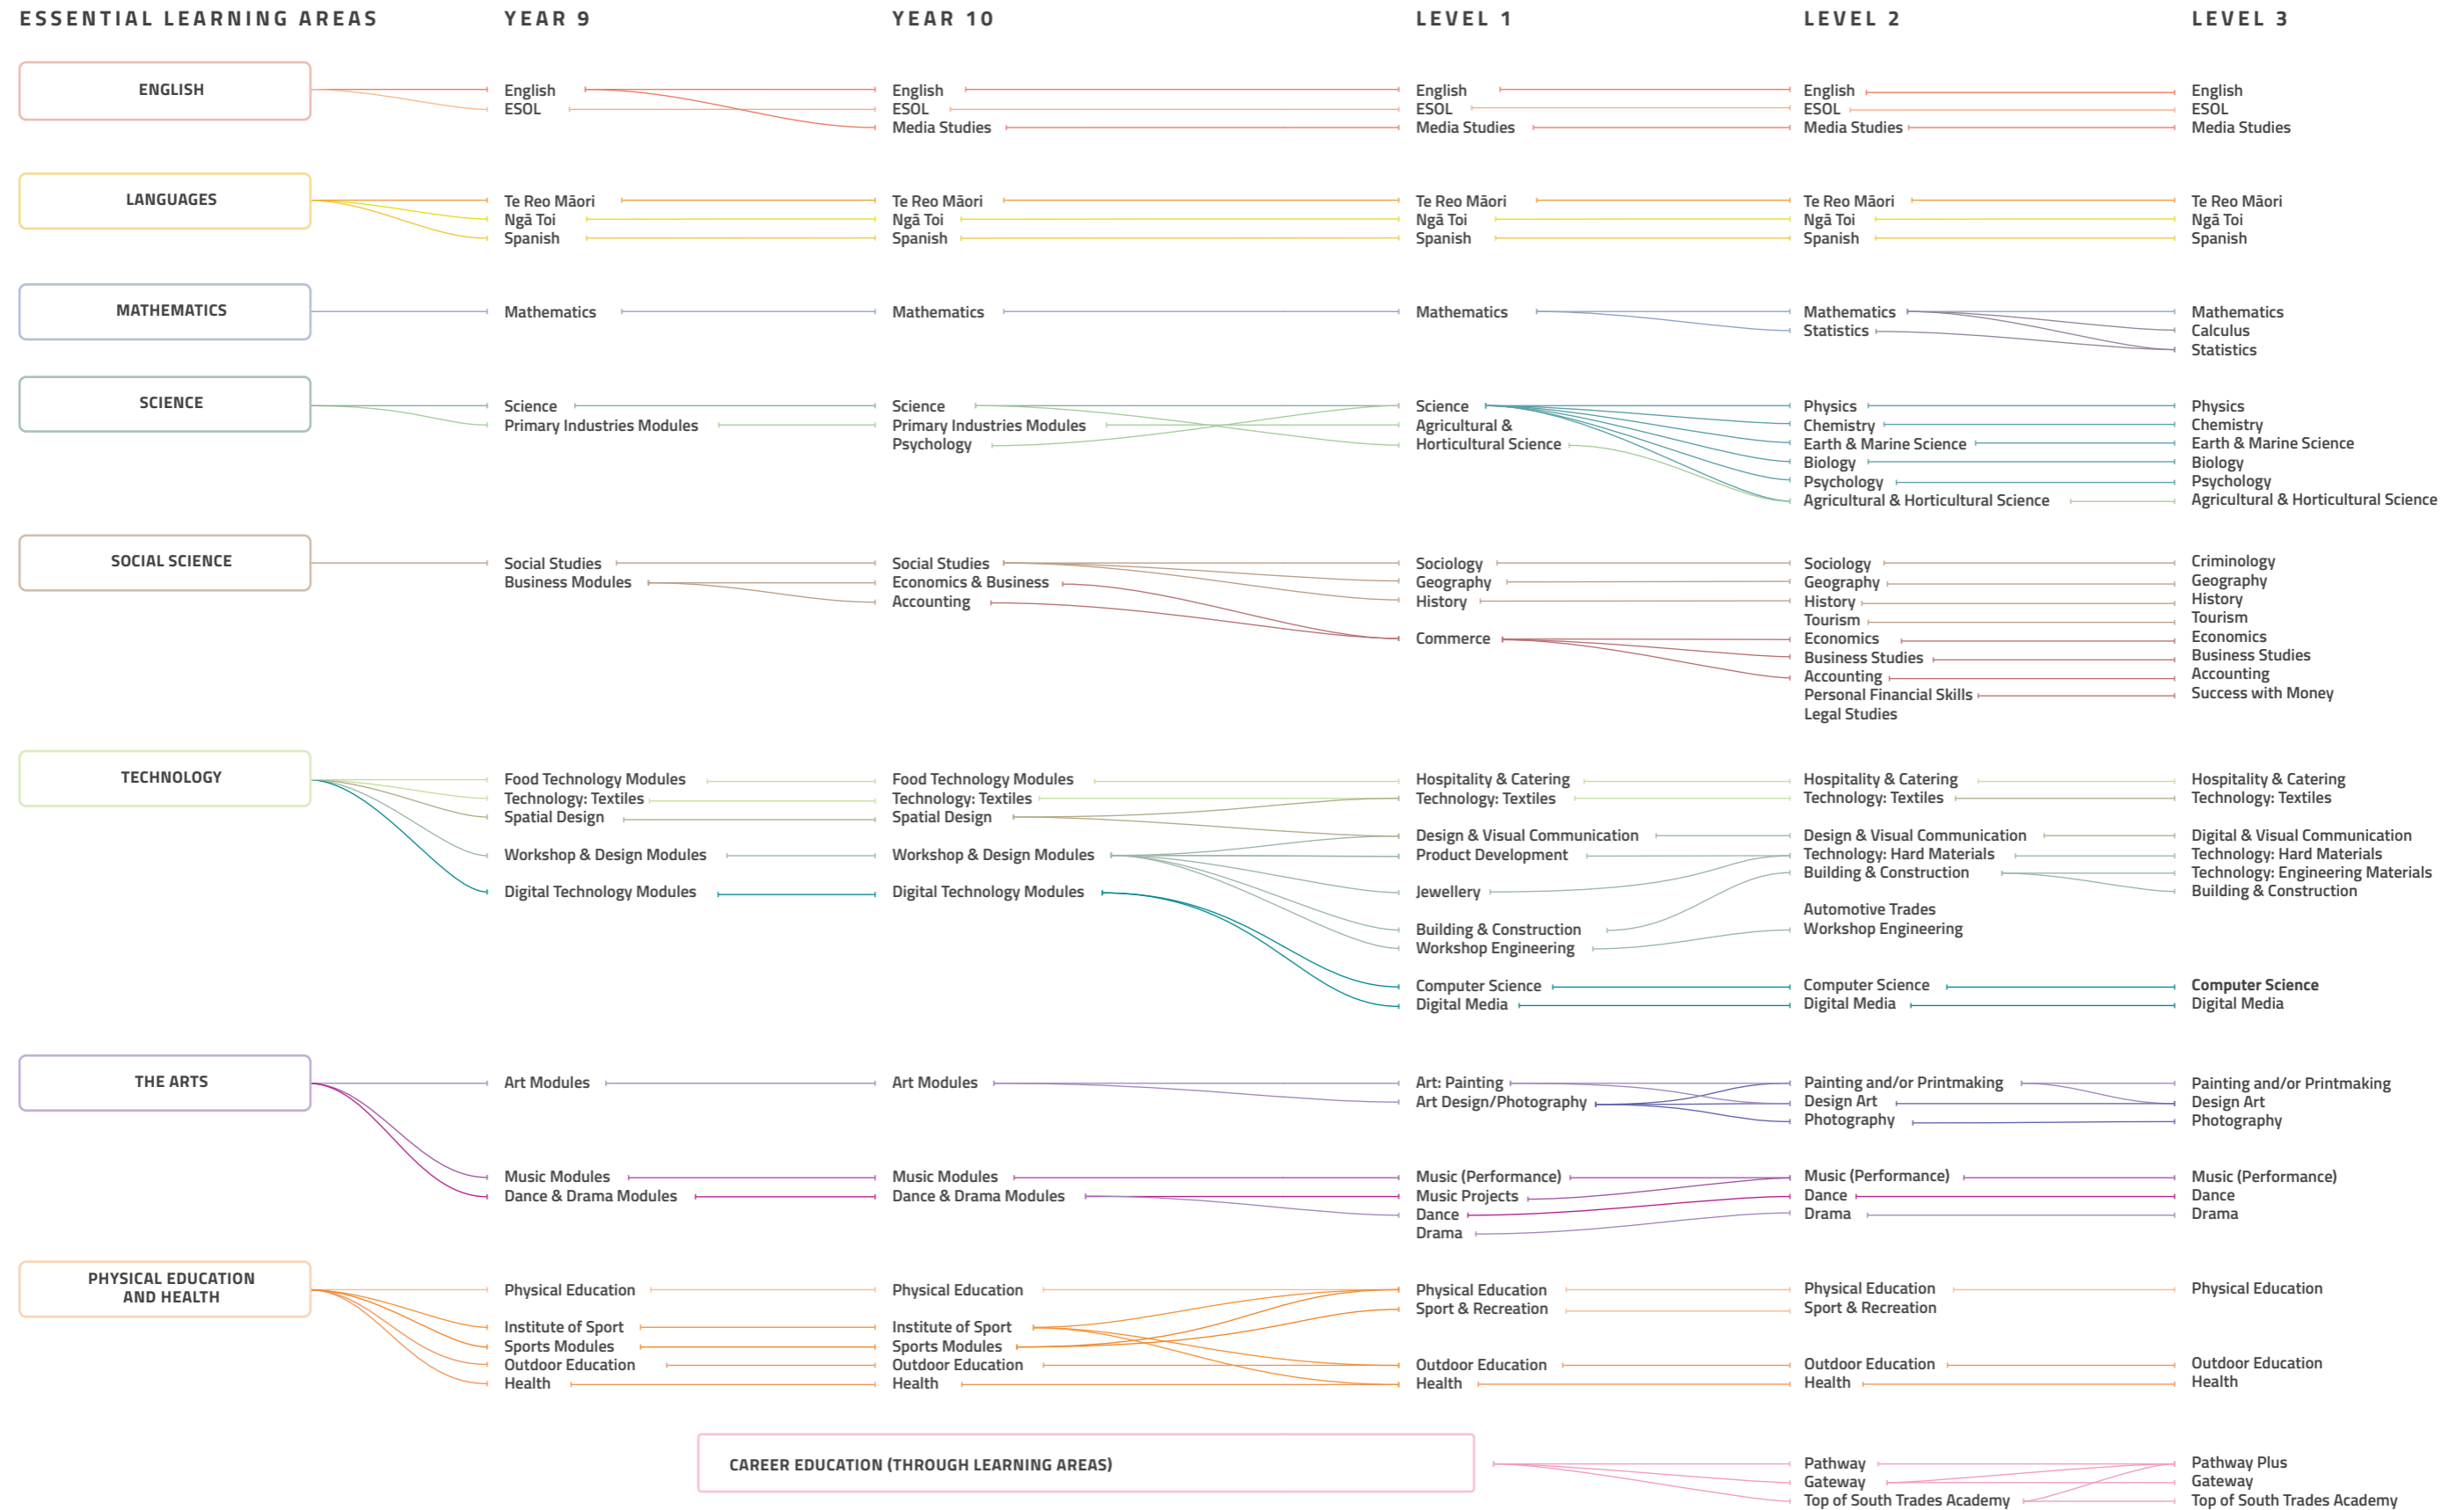 ESSENTIAL LEARNING AREAS YEAR 9 YEAR 10 LEVEL 1 LEVEL 2 LEVEL 3
ENGLISH
English English English English English
ESOL ESOL ESOL ESOL ESOL
Media Studies Media Studies Media Studies Media Studies
LANGUAGES
Te Reo Māori Te Reo Māori Te Reo Māori Te Reo Māori Te Reo Māori
Ngā Toi Ngā Toi Ngā Toi Ngā Toi Ngā Toi
Spanish Spanish Spanish Spanish Spanish
MATHEMATICS
Mathematics Mathematics Mathematics Mathematics Mathematics
Statistics Calculus
Statistics
SCIENCE
Science Science Science Physics Physics
Primary Industries Modules Primary Industries Modules Agricultural & Chemistry Chemistry
Psychology Horticultural Science Earth & Marine Science Earth & Marine Science
Biology Biology
Psychology Psychology
Agricultural & Horticultural Science Agricultural & Horticultural Science
SOCIAL SCIENCE
Social Studies Social Studies Sociology Sociology Criminology
Business Modules Economics & Business Geography Geography Geography
Accounting History History History
Tourism Tourism
Commerce Economics Economics
Business Studies Business Studies
Accounting Accounting
Personal Financial Skills Success with Money
Legal Studies
TECHNOLOGY
Food Technology Modules Food Technology Modules Hospitality & Catering Hospitality & Catering Hospitality & Catering
Technology: Textiles Technology: Textiles Technology: Textiles Technology: Textiles Technology: Textiles
Spatial Design Spatial Design
Design & Visual Communication Design & Visual Communication Digital & Visual Communication
Workshop & Design Modules Workshop & Design Modules Product Development Technology: Hard Materials Technology: Hard Materials
Building & Construction Technology: Engineering Materials
Digital Technology Modules Digital Technology Modules Jewellery Building & Construction
Automotive Trades
Building & Construction Workshop Engineering
Workshop Engineering
Computer Science Computer Science Computer Science
Digital Media Digital Media Digital Media
THE ARTS
Art Modules Art Modules Art: Painting Painting and/or Printmaking Painting and/or Printmaking
Art Design/Photography Design Art Design Art
Photography Photography
Music Modules Music Modules Music (Performance) Music (Performance) Music (Performance)
Dance & Drama Modules Dance & Drama Modules Music Projects Dance Dance
Dance Drama Drama
Drama
PHYSICAL EDUCATION
AND HEALTH
Physical Education Physical Education Physical Education Physical Education Physical Education
Sport & Recreation Sport & Recreation
Institute of Sport Institute of Sport
Sports Modules Sports Modules
Outdoor Education Outdoor Education Outdoor Education Outdoor Education Outdoor Education
Health Health Health Health Health
CAREER EDUCATION (THROUGH LEARNING AREAS)
Pathway Pathway Plus
Gateway Gateway
Top of South Trades Academy Top of South Trades Academy